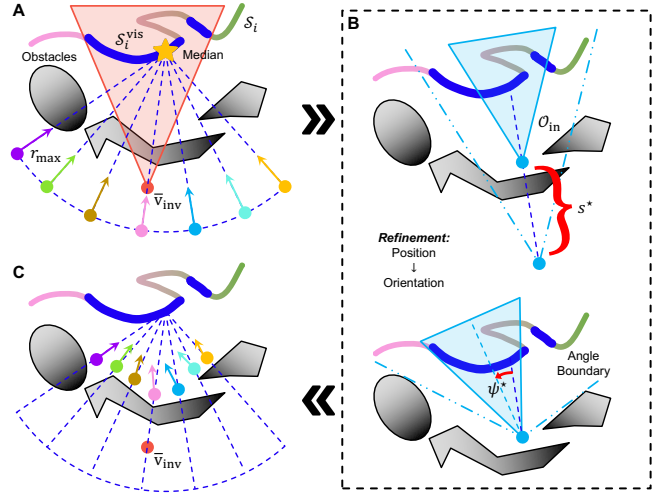 A
S_i^vis
S_i
Obstacles
Median
r_max
v̅_inv
B
O_in
s*
Refinement:
Position
↓
Orientation
Angle
Boundary
ψ*
C
v̅_inv